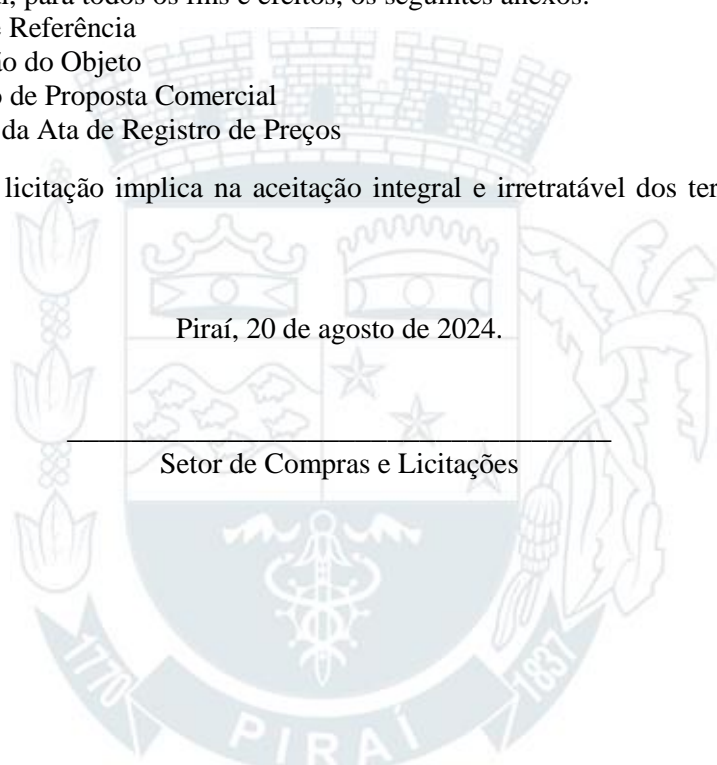 para todos os fins e efeitos, os seguintes anexos:
Referência
do Objeto
de Proposta Comercial
da Ata de Registro de Preços
licitação implica na aceitação integral e irretratável dos
Piraí, 20 de agosto de 2024.
Setor de Compras e Licitações
1770 1837
PIRAÍ